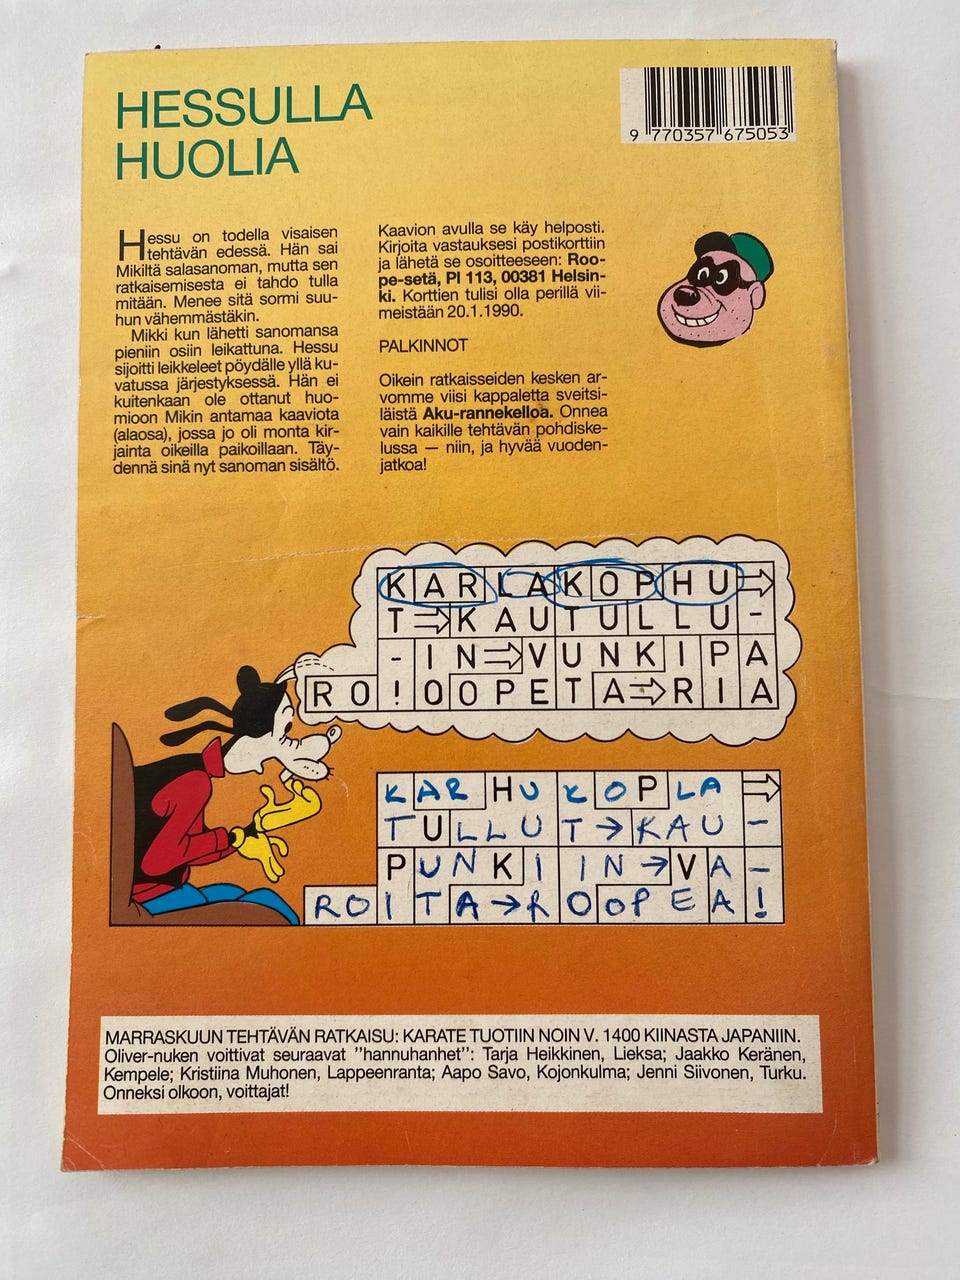 HESSULLA
HUOLIA
9 770357 675053
Hessu on todella visaisen
tehtävän edessä. Hän sai
Mikiltä salasanoman, mutta sen
ratkaisemisesta ei tahdo tulla
mitään. Menee sitä sormi suu-
hun vähemmästäkin.
Mikki kun lähetti sanomansa
pieniin osiin leikattuna. Hessu
sijoitti leikkeleet pöydälle yllä ku-
vatussa järjestyksessä. Hän ei
kuitenkaan ole ottanut huo-
mioon Mikin antamaa kaaviota
(alaosa), jossa jo oli monta kir-
jainta oikeilla paikoillaan. Täy-
dennä sinä nyt sanoman sisältö.
Kaavion avulla se käy helposti.
Kirjoita vastauksesi postikorttiin
ja lähetä se osoitteeseen: Roo-
pe-setä, Pl 113, 00381 Helsin-
ki. Korttien tulisi olla perillä vii-
meistään 20.1.1990.
PALKINNOT
Oikein ratkaisseiden kesken ar-
vomme viisi kappaletta sveitsi-
läistä Aku-rannekelloa. Onnea
vain kaikille tehtävän pohdiske-
lussa — niin, ja hyvää vuoden-
jatkoa!
KARLAKOPHU⇒
T⇒KAUTULLU-
-IN⇒VUNKIPA
RO!OOPETA⇒RIA
KARHUKOPLA⇒
TULLUT→KAU-
PUNKIIN→VA-
ROITA→ROOPEA!
MARRASKUUN TEHTÄVÄN RATKAISU: KARATE TUOTIIN NOIN V. 1400 KIINASTA JAPANIIN.
Oliver-nuken voittivat seuraavat "hannuhanhet": Tarja Heikkinen, Lieksa; Jaakko Keränen,
Kempele; Kristiina Muhonen, Lappeenranta; Aapo Savo, Kojonkulma; Jenni Siivonen, Turku.
Onneksi olkoon, voittajat!